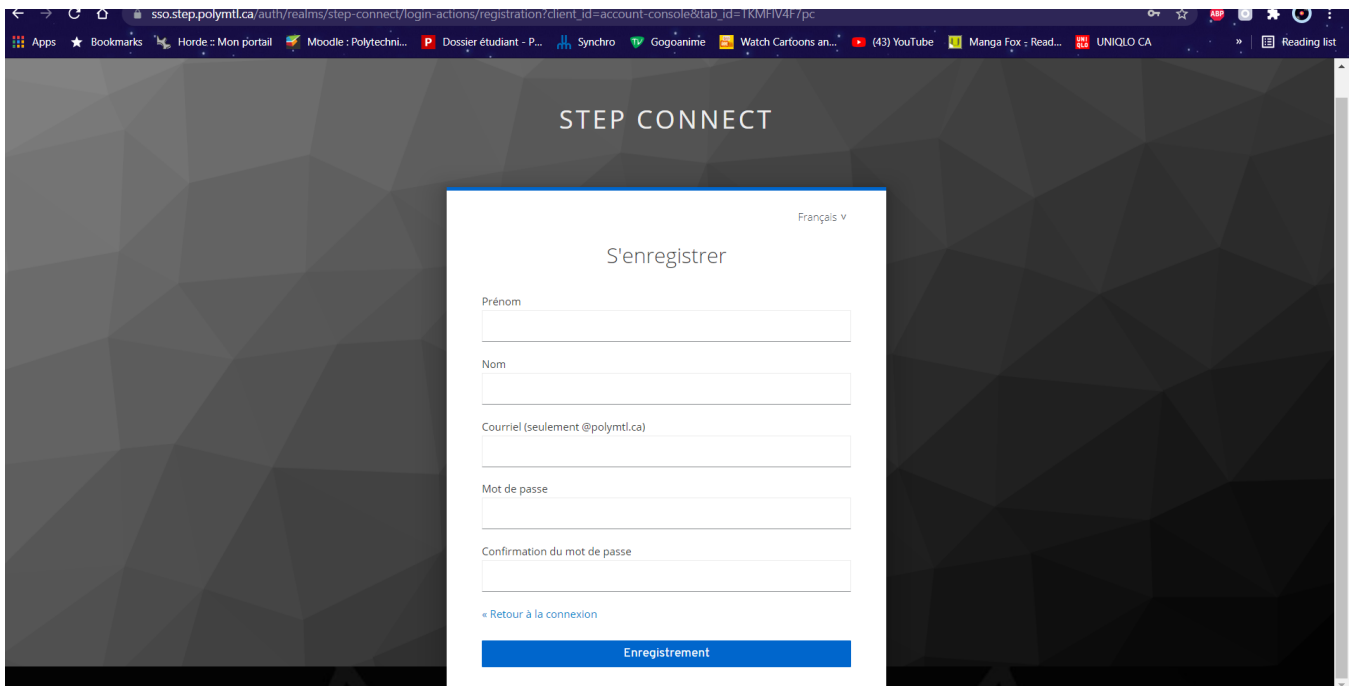 sso.step.polymtl.ca/auth/realms/step-connect/login-actions/registration?client_id=account-console&tab_id=TKMFIV4F7pc
ABP
Apps Bookmarks Horde :: Mon portail Moodle : Polytechni... P Dossier étudiant - P... Synchro TV Gogoanime Watch Cartoons an... (43) YouTube Manga Fox - Read... UNIQLO CA » Reading list
STEP CONNECT
Français
S'enregistrer
Prénom
Nom
Courriel (seulement @polymtl.ca)
Mot de passe
Confirmation du mot de passe
« Retour à la connexion
Enregistrement